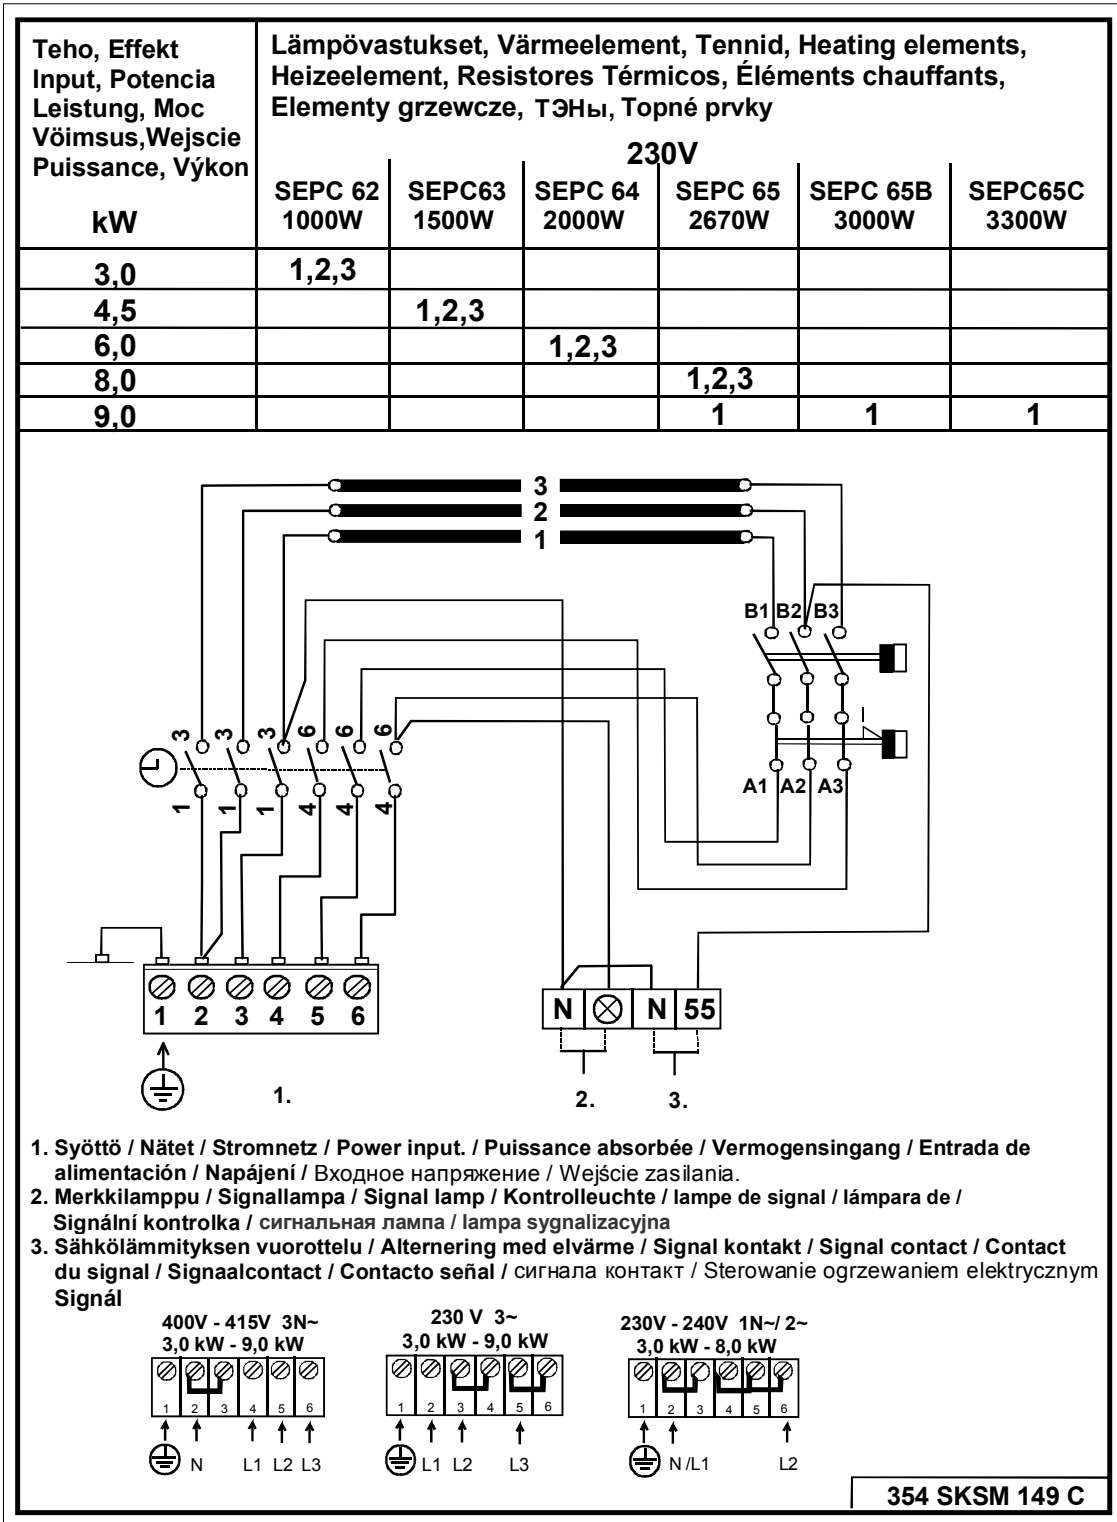 Teho, Effekt
Input, Potencia
Leistung, Moc
Vöimsus,Wejscie
Puissance, Výkon
kW
Lämpövastukset, Värmeelement, Tennid, Heating elements,
Heizeelement, Resistores Térmicos, Éléments chauffants,
Elementy grzewcze, ТЭНы, Topné prvky
230V
SEPC 62 SEPC63 SEPC 64 SEPC 65 SEPC 65B SEPC65C
1000W 1500W 2000W 2670W 3000W 3300W
3,0 1,2,3
4,5 1,2,3
6,0 1,2,3
8,0 1,2,3
9,0 1 1 1
3
2
1
B1 B2 B3
3 3 3 6 6 6
1 1 1 4 4 4
A1 A2 A3
1 2 3 4 5 6
N N 55
1.
2. 3.
1. Syöttö / Nätet / Stromnetz / Power input. / Puissance absorbée / Vermogensingang / Entrada de
alimentación / Napájení / Входное напряжение / Wejście zasilania.
2. Merkkilamppu / Signallampa / Signal lamp / Kontrolleuchte / lampe de signal / lámpara de /
Signální kontrolka / сигнальная лампа / lampa sygnalizacyjna
3. Sähkölämmityksen vuorottelu / Alternering med elvärme / Signal kontakt / Signal contact / Contact
du signal / Signaalcontact / Contacto señal / сигнала контакт / Sterowanie ogrzewaniem elektrycznym
Signál
400V - 415V 3N~
3,0 kW - 9,0 kW
1 2 3 4 5 6
N L1 L2 L3
230 V 3~
3,0 kW - 9,0 kW
1 2 3 4 5 6
L1 L2 L3
230V - 240V 1N~/ 2~
3,0 kW - 8,0 kW
1 2 3 4 5 6
N /L1 L2
354 SKSM 149 C